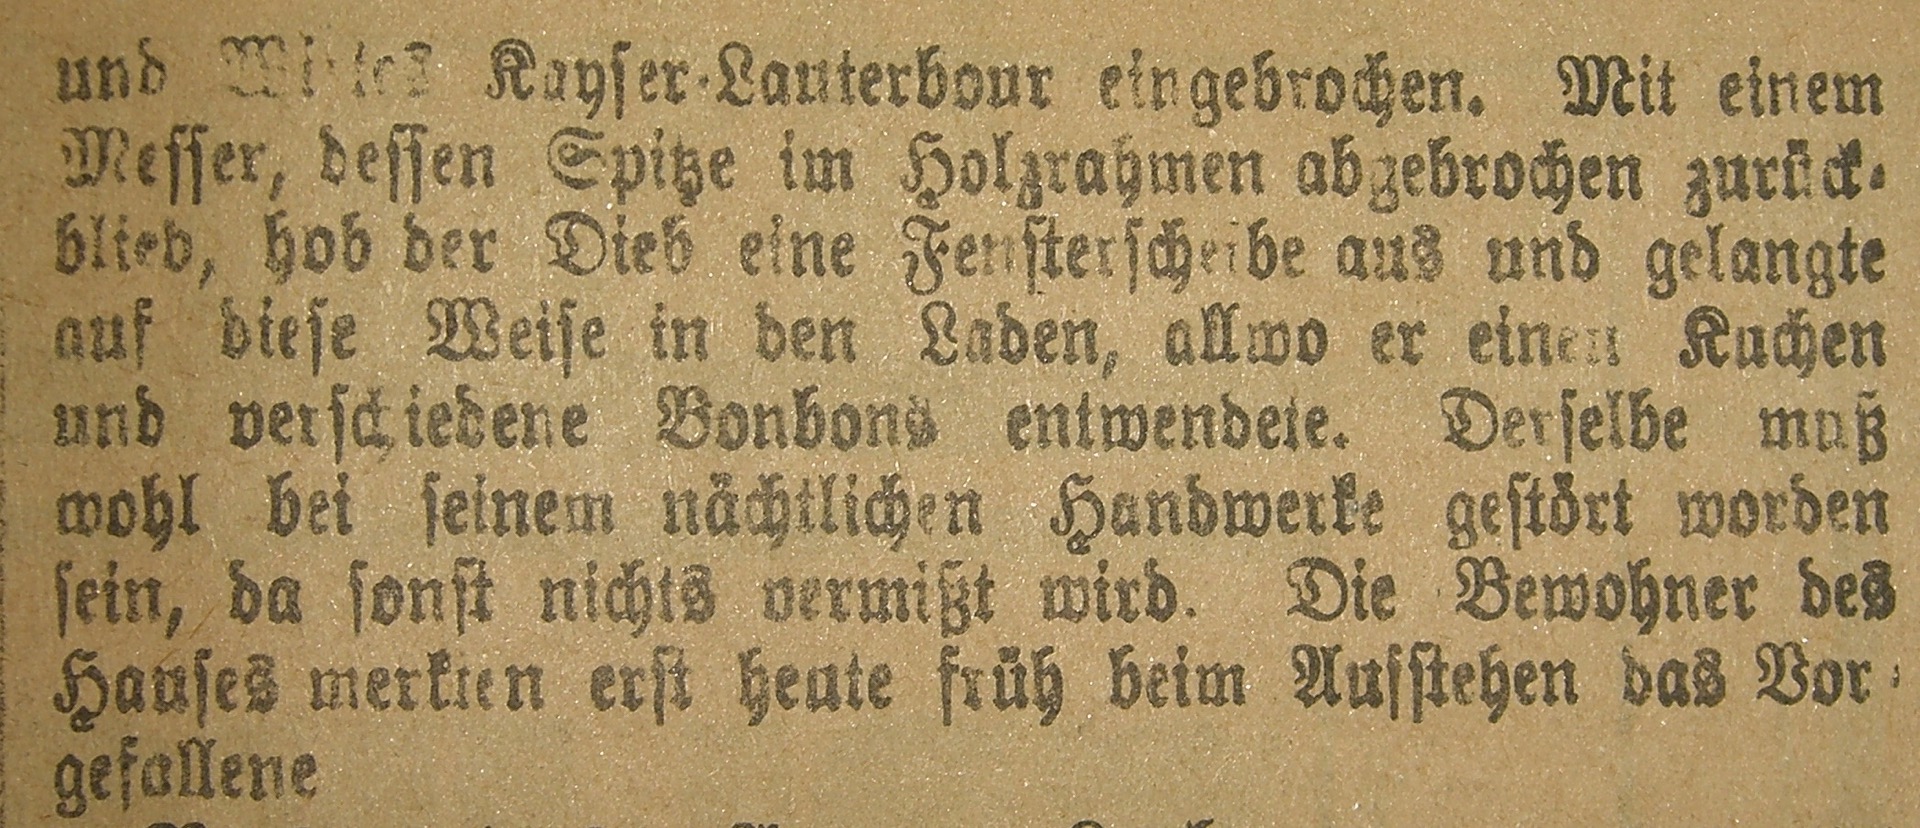 und Kayser-Lauterbour eingebrochen. Mit einem
Messer, dessen Spitze im Holzrahmen abgebrochen zurück-
blieb, hob der Dieb eine Fensterscheibe aus und gelangte
auf diese Weise in den Laden, allwo er einen Kuchen
und verschiedene Bonbons entwendete. Derselbe muß
wohl bei seinem nächtlichen Handwerke gestört worden
sein, da sonst nichts vermißt wird. Die Bewohner des
Hauses merkten erst heute früh beim Aufstehen das Vor-
gefallene